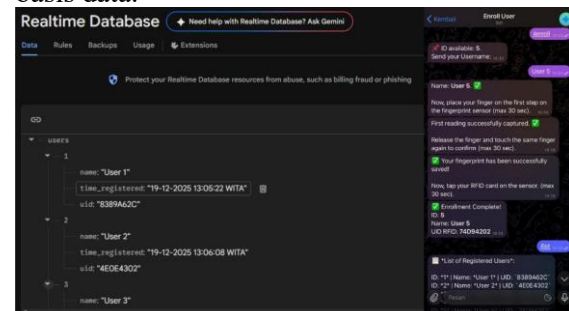 basis data.
Realtime Database
Need help with Realtime Database? Ask Gemini
Data Rules Backups Usage Extensions
Protect your Realtime Database resources from abuse, such as billing fraud or phishing
users
1
name: "User 1"
time_registered: "19-12-2025 13:05:22 WITA"
uid: "8389A62C"
2
name: "User 2"
time_registered: "19-12-2025 13:06:08 WITA"
uid: "4E0E4302"
3
name: "User 3"
Kembali
Enroll User
bot
/enroll
ID available: 5.
Send your Username:
User 5
Name: User 5.
Now, place your finger on the first step on
the fingerprint sensor (max 30 sec).
First reading successfully captured.
Release the finger and touch the same finger
again to confirm (max 30 sec).
Your fingerprint has been successfully
saved!
Now, tap your RFID card on the sensor. (max
30 sec).
Enrollment Complete!
ID: 5
Name: User 5
UID RFID: 74D94202
/list
*List of Registered Users*:
ID: *1* | Name: *User 1* | UID: `8389A62C`
ID: *2* | Name: *User 2* | UID: `4E0E4302`
Pesan